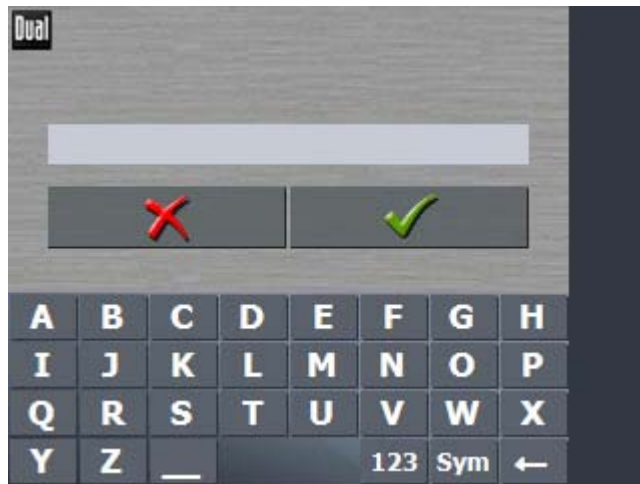 Dual
A B C D E F G H
I J K L M N O P
Q R S T U V W X
Y Z _ 123 Sym ←